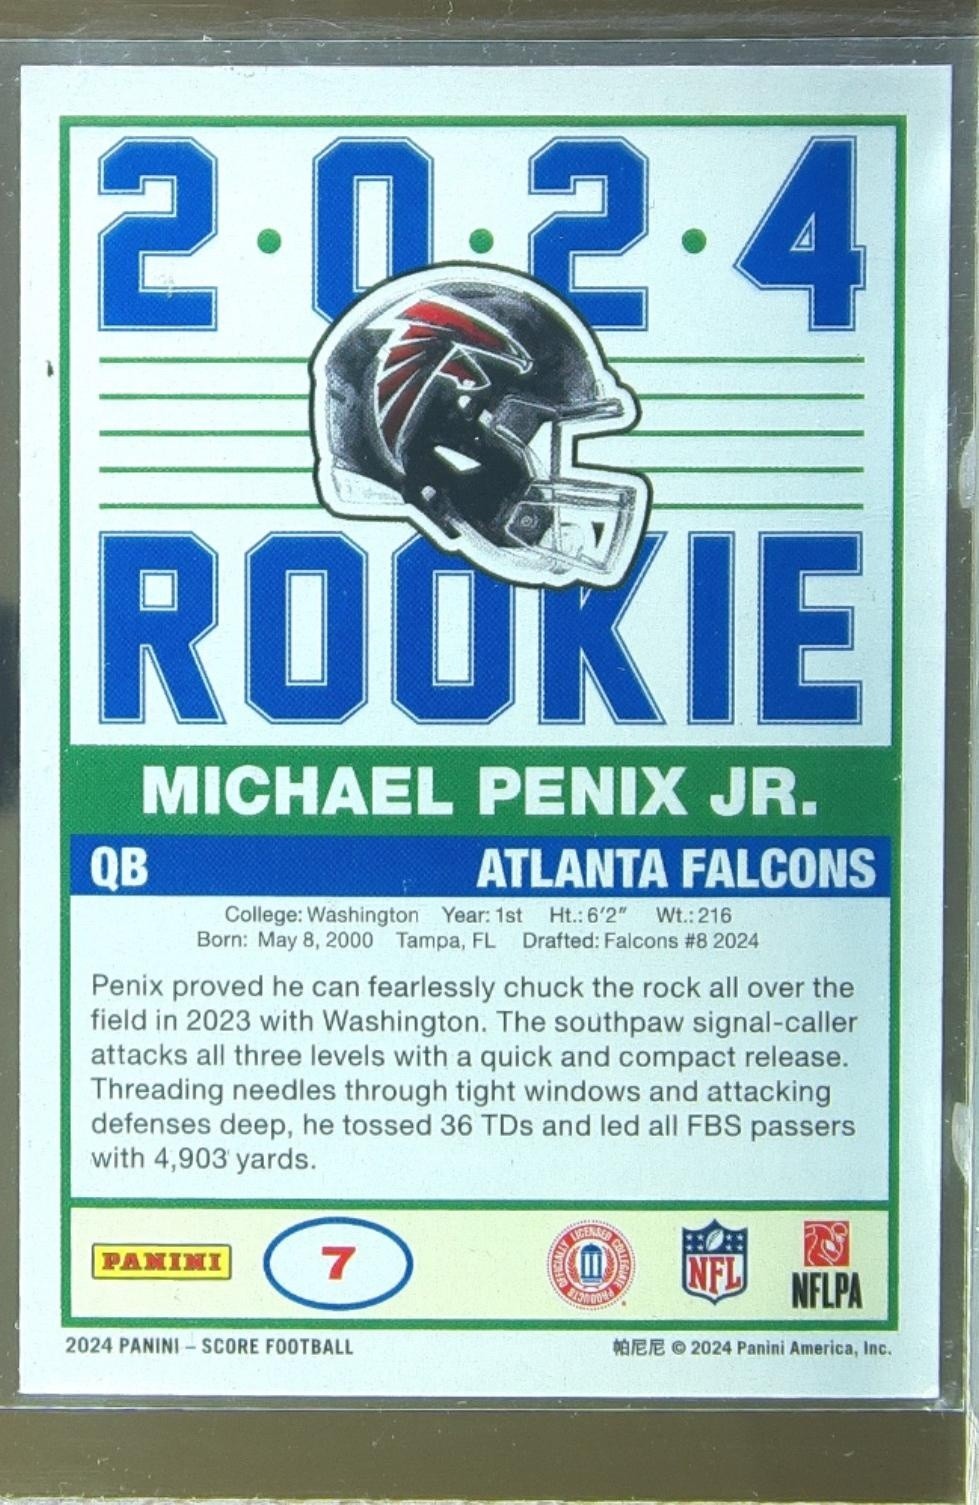 2·0·2·4
ROOKIE
MICHAEL PENIX JR.
QB ATLANTA FALCONS
College: Washington Year: 1st Ht.: 6'2" Wt.: 216
Born: May 8, 2000 Tampa, FL Drafted: Falcons #8 2024
Penix proved he can fearlessly chuck the rock all over the
field in 2023 with Washington. The southpaw signal-caller
attacks all three levels with a quick and compact release.
Threading needles through tight windows and attacking
defenses deep, he tossed 36 TDs and led all FBS passers
with 4,903 yards.
PANINI 7 OFFICIALLY LICENSED COLLEGIATE PRODUCTS NFL NFLPA
2024 PANINI – SCORE FOOTBALL 帕尼尼 © 2024 Panini America, Inc.